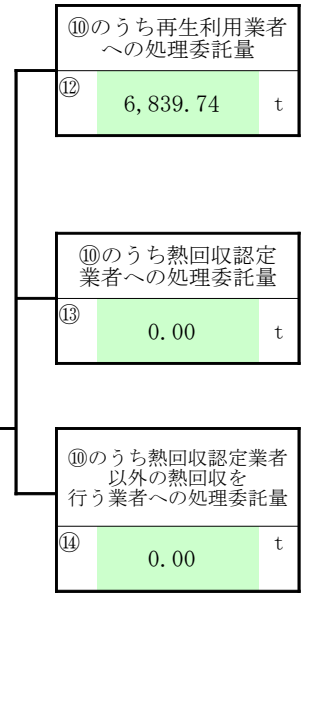 ⑩のうち再生利用業者
への処理委託量
⑫ 6,839.74 t
⑩のうち熱回収認定
業者への処理委託量
⑬ 0.00 t
⑩のうち熱回収認定業者
以外の熱回収を
行う業者への処理委託量
⑭ 0.00 t